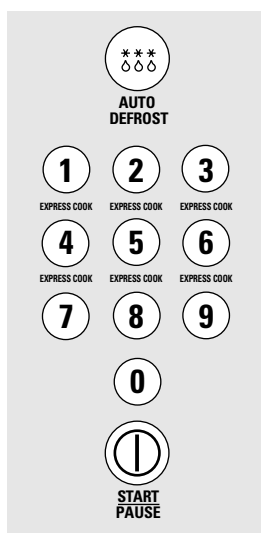 AUTO
DEFROST
1 2 3
EXPRESS COOK EXPRESS COOK EXPRESS COOK
4 5 6
EXPRESS COOK EXPRESS COOK EXPRESS COOK
7 8 9
0
START
PAUSE